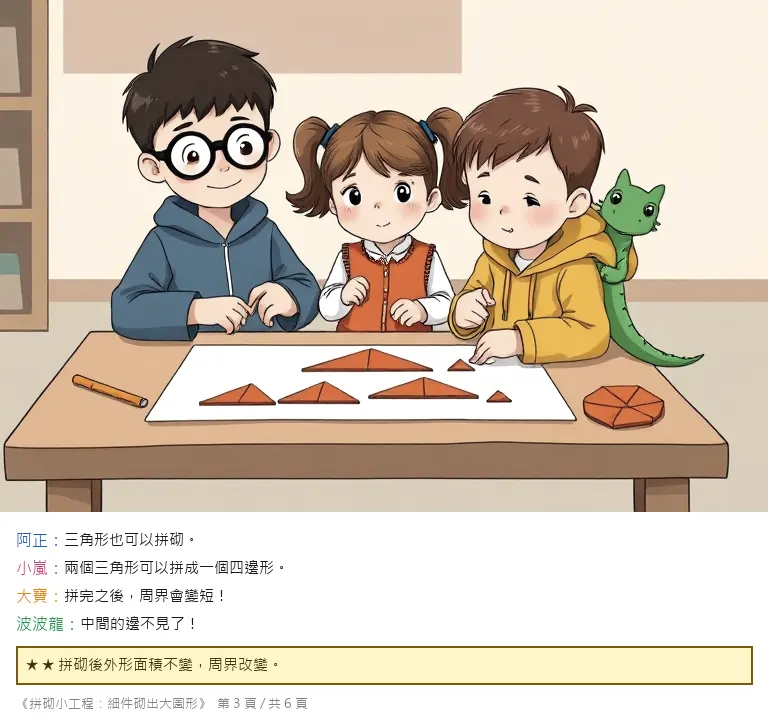 阿正：三角形也可以拼砌。
小嵐：兩個三角形可以拼成一個四邊形。
大寶：拼完之後，周界會變短！
波波龍：中間的邊不見了！
★★ 拼砌後外形面積不變，周界改變。
《拼砌小工程：細件砌出大圖形》 第 3 頁 / 共 6 頁